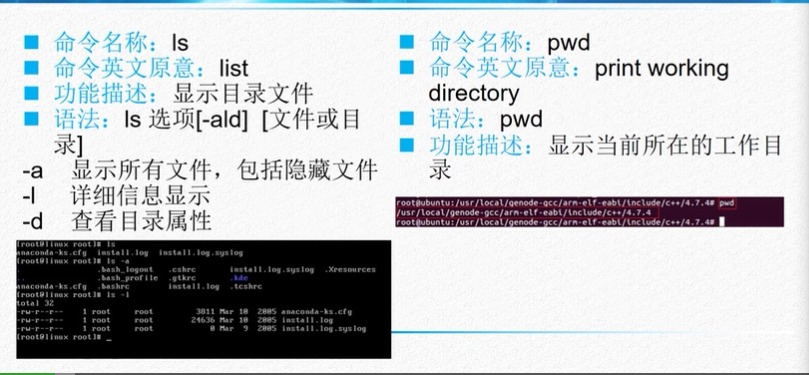 ■ 命令名称：ls
■ 命令英文原意：list
■ 功能描述：显示目录文件
■ 语法：ls 选项[-ald] [文件或目
录]
-a 显示所有文件，包括隐藏文件
-l 详细信息显示
-d 查看目录属性
[root@linux root]# ls
anaconda-ks.cfg install.log install.log.syslog
[root@linux root]# ls -a
. .bash_logout .cshrc install.log.syslog .Xresources
.. .bash_profile .gtkrc .kde
anaconda-ks.cfg .bashrc install.log .tcshrc
[root@linux root]# ls -l
total 32
-rw-r--r-- 1 root root 3811 Mar 10 2005 anaconda-ks.cfg
-rw-r--r-- 1 root root 24636 Mar 10 2005 install.log
-rw-r--r-- 1 root root 0 Mar 9 2005 install.log.syslog
[root@linux root]# _
■ 命令名称：pwd
■ 命令英文原意：print working
directory
■ 语法：pwd
■ 功能描述：显示当前所在的工作目
录
root@ubuntu:/usr/local/genode-gcc/arm-elf-eabi/include/c++/4.7.4# pwd
/usr/local/genode-gcc/arm-elf-eabi/include/c++/4.7.4
root@ubuntu:/usr/local/genode-gcc/arm-elf-eabi/include/c++/4.7.4#